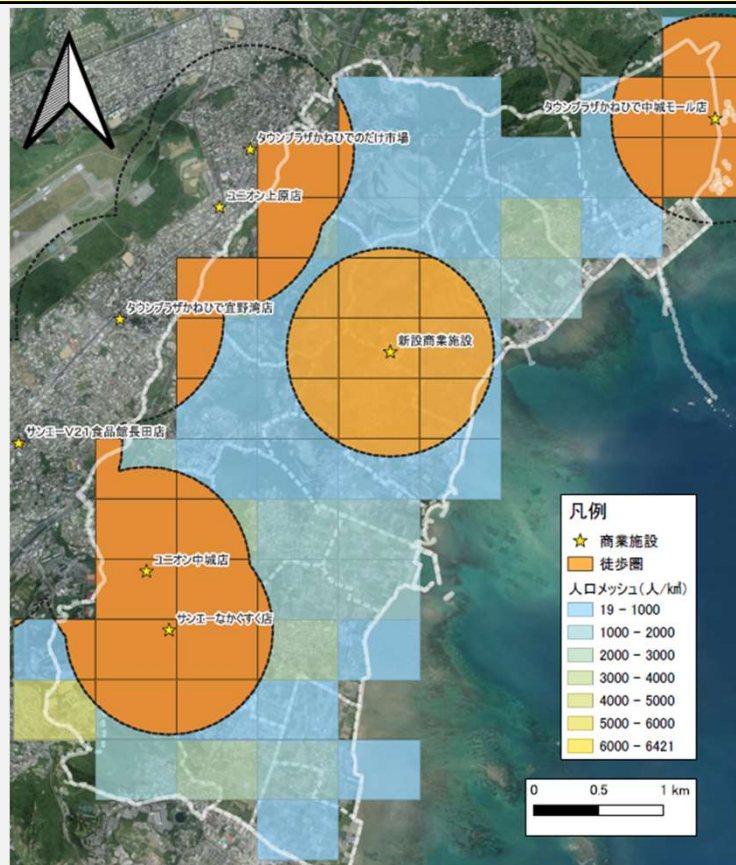 タウンプラザかねひで中城モール店
タウンプラザかねひでのだけ市場
ユニオン上原店
タウンプラザかねひで宜野湾店
新設商業施設
サンエーV21食品館長田店
ユニオン中城店
サンエーなかぐすく店
凡例
商業施設
徒歩圏
人口メッシュ(人/k㎡)
19 - 1000
1000 - 2000
2000 - 3000
3000 - 4000
4000 - 5000
5000 - 6000
6000 - 6421
0 0.5 1 km